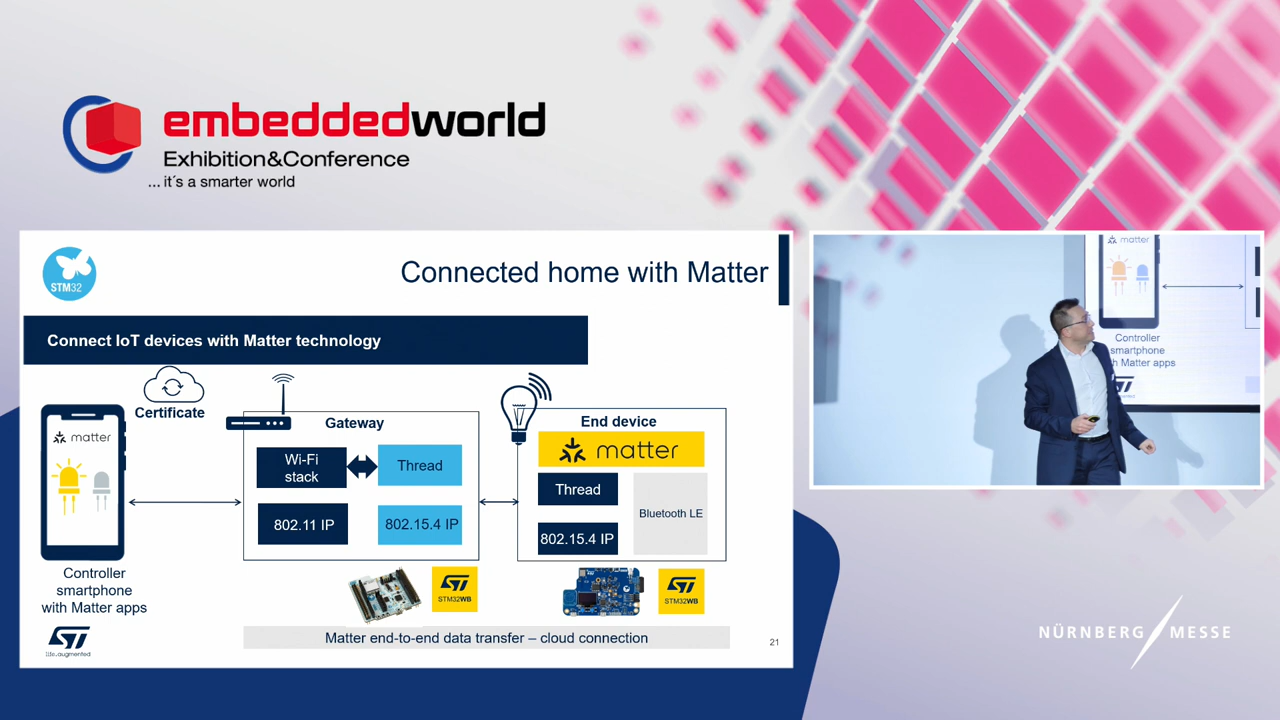 embeddedworld
Exhibition&Conference
... it´s a smarter world
STM32
Connected home with Matter
Connect IoT devices with Matter technology
Certificate
matter
Controller
smartphone
with Matter apps
Gateway
Wi-Fi
stack
Thread
802.11 IP
802.15.4 IP
End device
matter
Thread
802.15.4 IP
Bluetooth LE
STM32WB
STM32WB
Matter end-to-end data transfer – cloud connection
ST
life.augmented
21
matter
Controller
smartphone
h Matter apps
NÜRNBERG MESSE